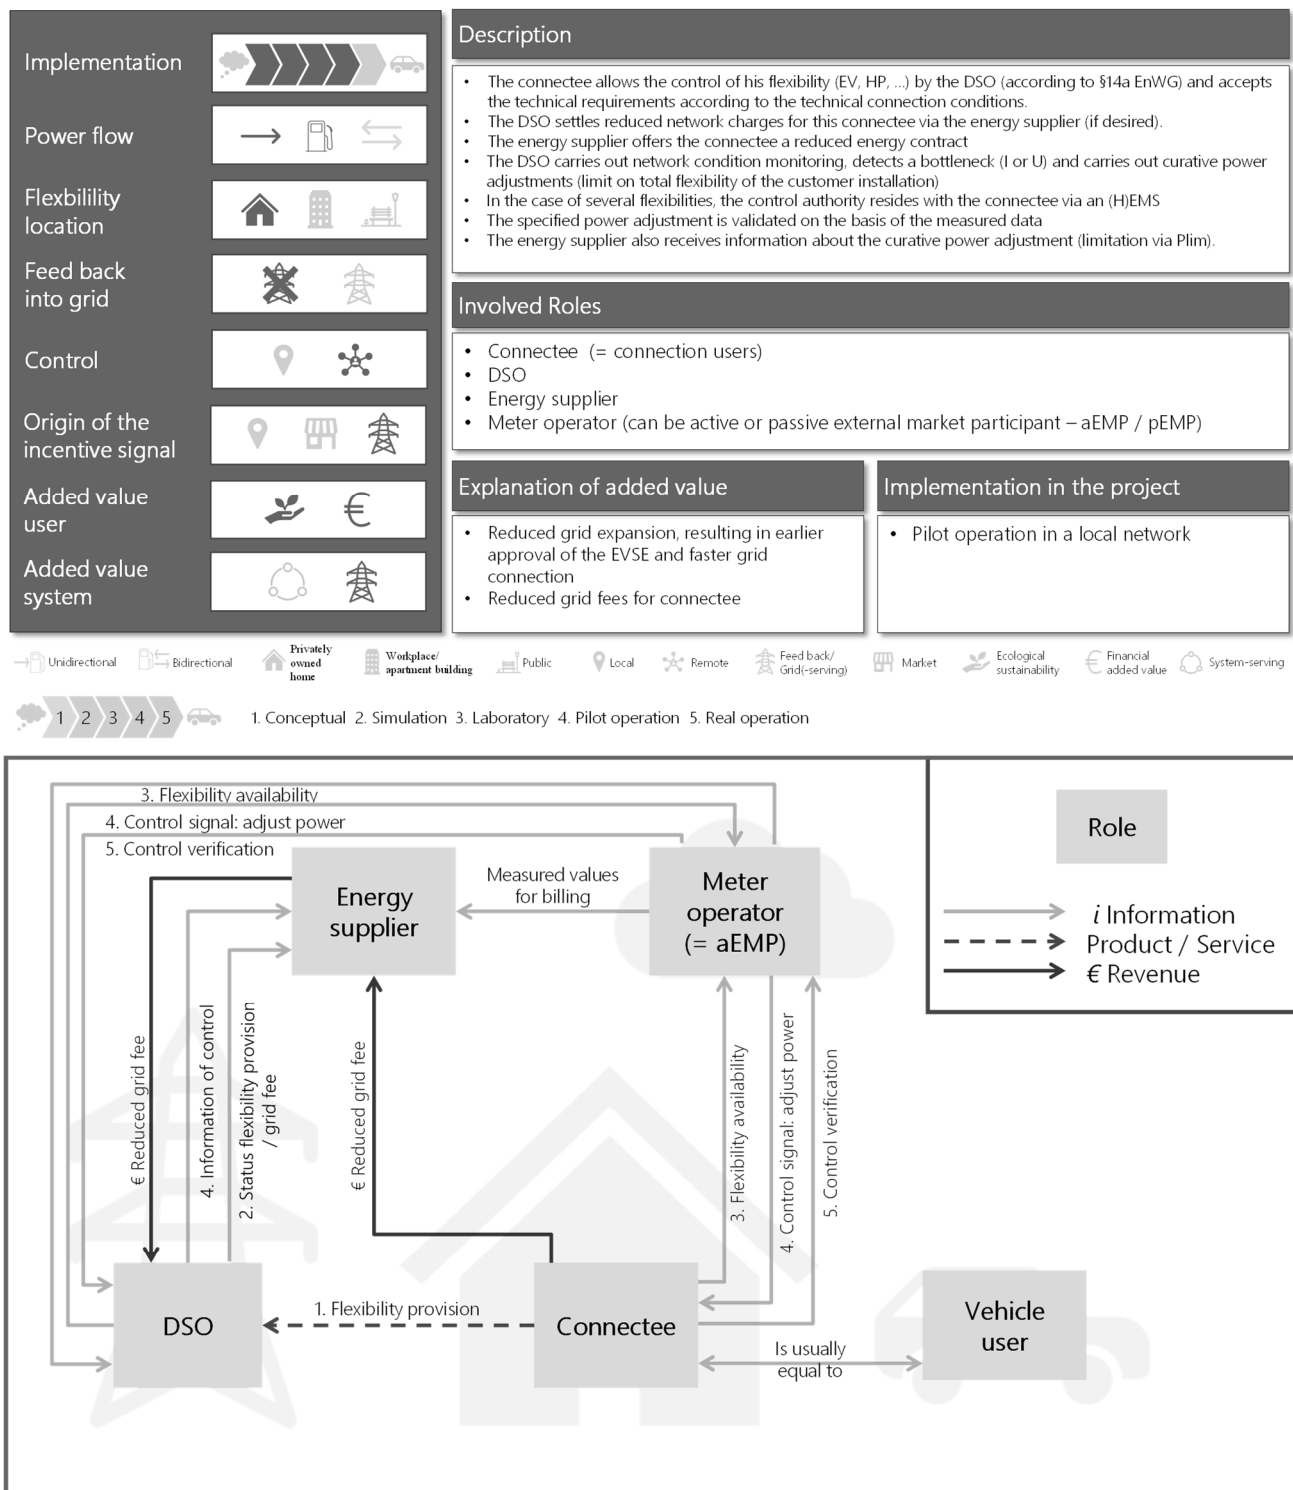 Implementation
Power flow
Flexbilility
location
Feed back
into grid
Control
Origin of the
incentive signal
Added value
user
Added value
system
Description
• The connectee allows the control of his flexibility (EV, HP, ...) by the DSO (according to §14a EnWG) and accepts
the technical requirements according to the technical connection conditions.
• The DSO settles reduced network charges for this connectee via the energy supplier (if desired).
• The energy supplier offers the connectee a reduced energy contract
• The DSO carries out network condition monitoring, detects a bottleneck (I or U) and carries out curative power
adjustments (limit on total flexibility of the customer installation)
• In the case of several flexibilities, the control authority resides with the connectee via an (H)EMS
• The specified power adjustment is validated on the basis of the measured data
• The energy supplier also receives information about the curative power adjustment (limitation via Plim).
Involved Roles
• Connectee (= connection users)
• DSO
• Energy supplier
• Meter operator (can be active or passive external market participant – aEMP / pEMP)
Explanation of added value
• Reduced grid expansion, resulting in earlier
approval of the EVSE and faster grid
connection
• Reduced grid fees for connectee
Implementation in the project
• Pilot operation in a local network
Unidirectional
Bidirectional
Privately
owned
home
Workplace/
apartment building
Public
Local
Remote
Feed back/
Grid(-serving)
Market
Ecological
sustainability
Financial
added value
System-serving
1 2 3 4 5
1. Conceptual 2. Simulation 3. Laboratory 4. Pilot operation 5. Real operation
3. Flexibility availability
4. Control signal: adjust power
5. Control verification
Energy
supplier
Measured values
for billing
Meter
operator
(= aEMP)
Role
i Information
Product / Service
€ Revenue
€ Reduced grid fee
4. Information of control
2. Status flexibility provision
/ grid fee
€ Reduced grid fee
3. Flexibility availability
4. Control signal: adjust power
5. Control verification
DSO
1. Flexibility provision
Connectee
Is usually
equal to
Vehicle
user